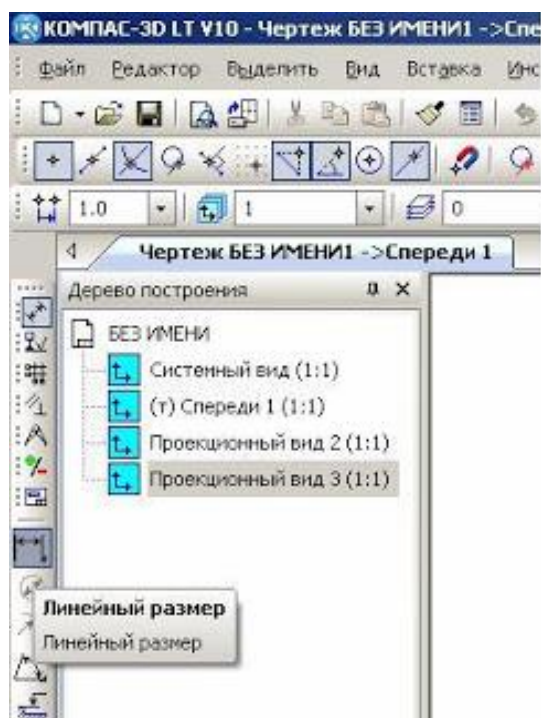 КОМПАС-3D LT V10 - Чертеж БЕЗ ИМЕНИ1 ->Спе
Файл Редактор Выделить Вид Вставка Инс
1.0 1 0
4 Чертеж БЕЗ ИМЕНИ1 ->Спереди 1
Дерево построения
БЕЗ ИМЕНИ
Системный вид (1:1)
(т) Спереди 1 (1:1)
Проекционный вид 2 (1:1)
Проекционный вид 3 (1:1)
Линейный размер
Линейный размер